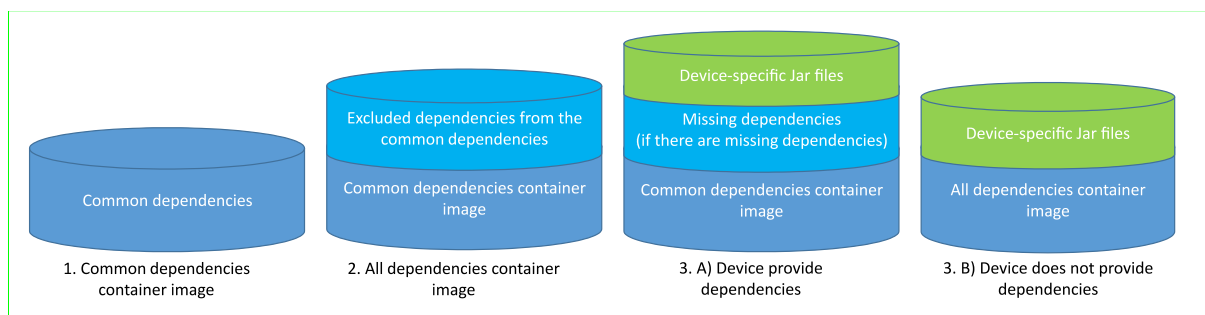 Common dependencies
1. Common dependencies
container image
Excluded dependencies from the
common dependencies
Common dependencies container
image
2. All dependencies container
image
Device-specific Jar files
Missing dependencies
(if there are missing dependencies)
Common dependencies container
image
3. A) Device provide
dependencies
Device-specific Jar files
All dependencies container
image
3. B) Device does not provide
dependencies